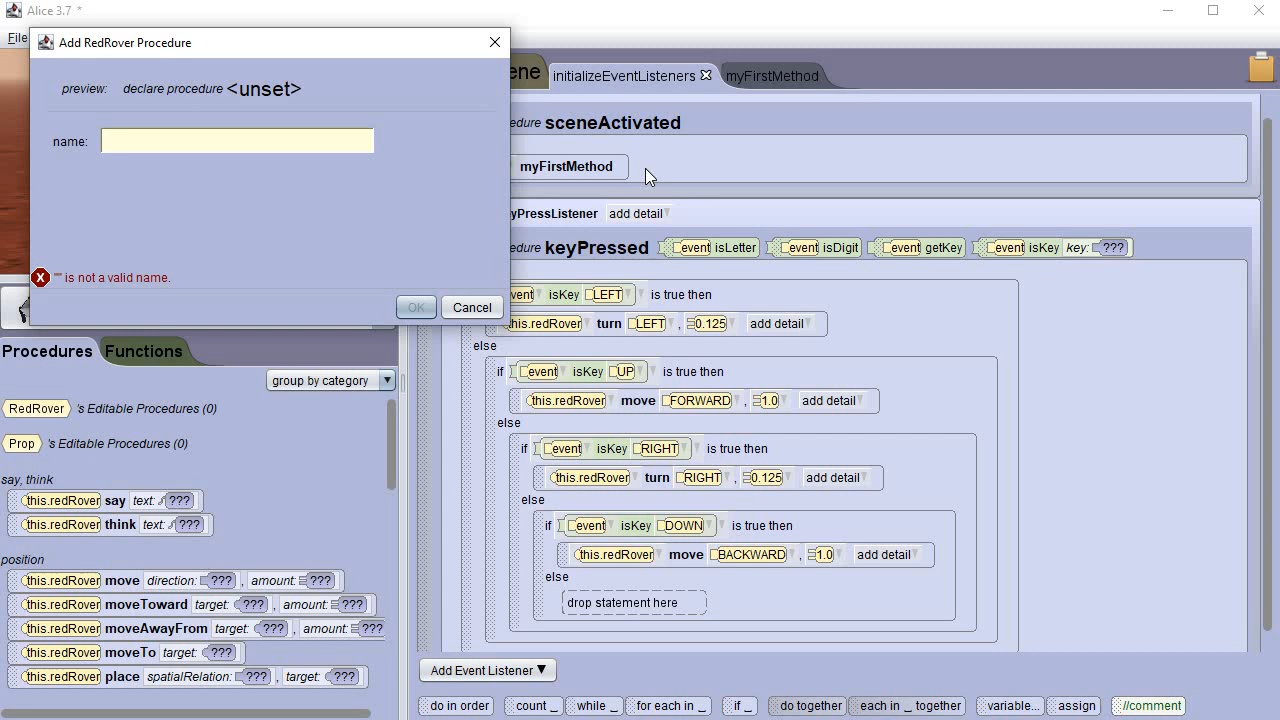 Alice 3.7 *
File
Add RedRover Procedure
preview: declare procedure <unset>
name:
"" is not a valid name.
OK Cancel
ene initializeEventListeners myFirstMethod
dure sceneActivated
myFirstMethod
yPressListener add detail
dure keyPressed event isLetter event isDigit event getKey event isKey key: ???
vent isKey LEFT is true then
this.redRover turn LEFT , 0.125 add detail
else
if event isKey UP is true then
this.redRover move FORWARD , 1.0 add detail
else
if event isKey RIGHT is true then
this.redRover turn RIGHT , 0.125 add detail
else
if event isKey DOWN is true then
this.redRover move BACKWARD , 1.0 add detail
else
drop statement here
Procedures Functions
group by category
RedRover 's Editable Procedures (0)
Prop 's Editable Procedures (0)
say, think
this.redRover say text: ???
this.redRover think text: ???
position
this.redRover move direction: ??? , amount: ???
this.redRover moveToward target: ??? , amount: ???
this.redRover moveAwayFrom target: ??? , amount: ???
this.redRover moveTo target: ???
this.redRover place spatialRelation: ??? , target: ???
Add Event Listener
do in order count _ while _ for each in _ if _ do together each in _ together variable... assign //comment